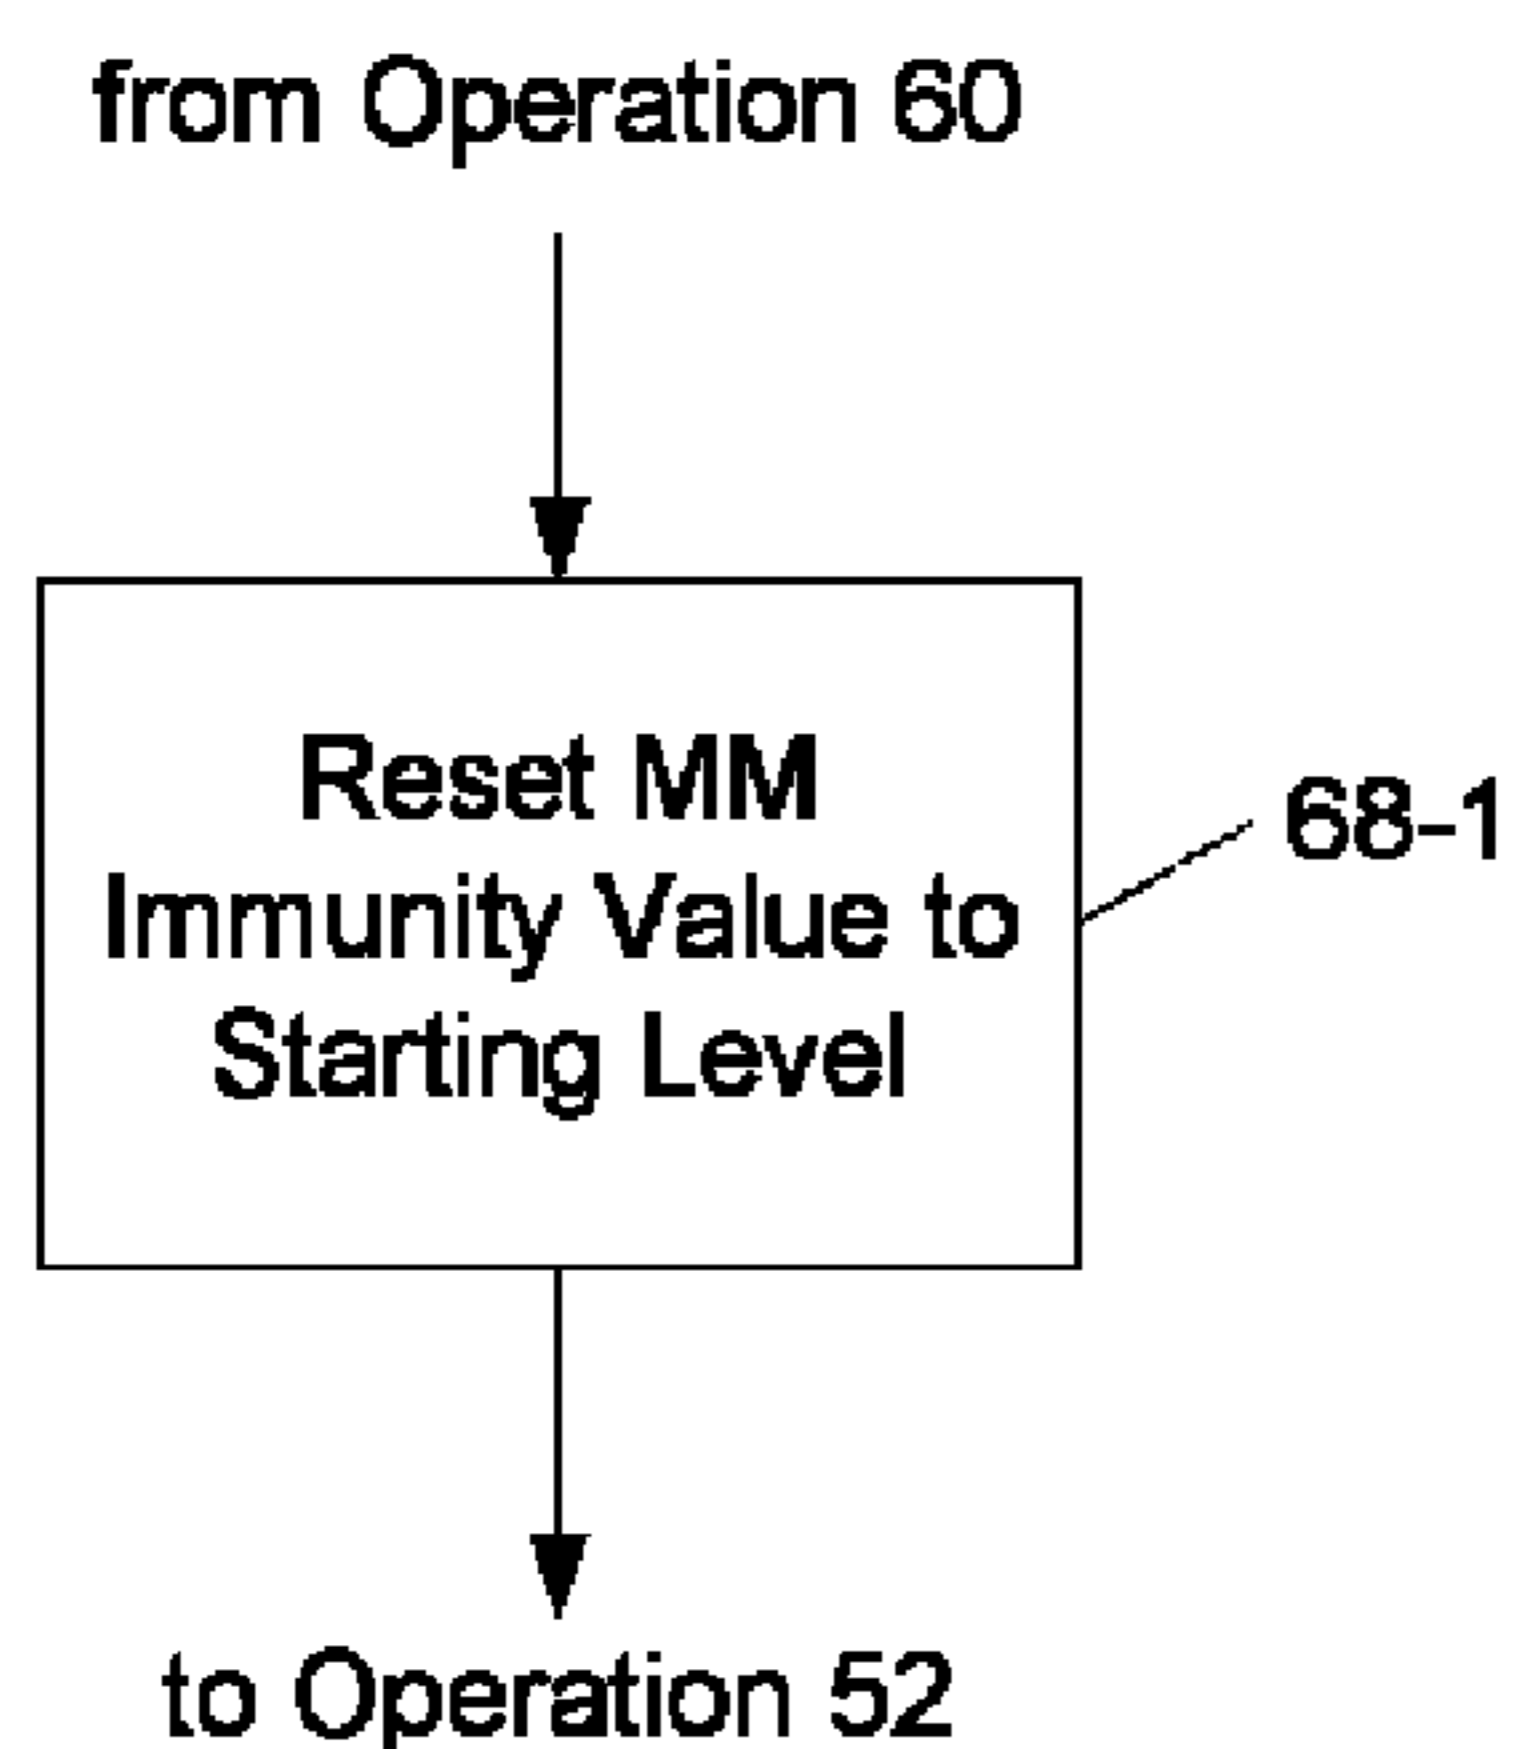 from Operation 60
Reset MM
Immunity Value to
Starting Level
68-1
to Operation 52